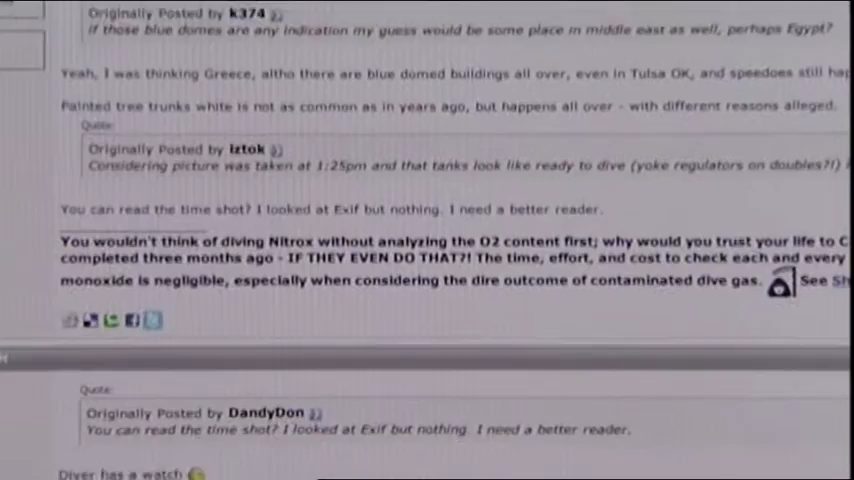 Originally Posted by k374
If those blue domes are any indication my guess would be some place in middle east as well, perhaps Egypt?
Yeah, I was thinking Greece, altho there are blue domed buildings all over, even in Tulsa OK, and speedoes still
Painted tree trunks white is not as common as in years ago, but happens all over - with different reasons alleged.
Quote:
Originally Posted by Iztok
Considering picture was taken at 1:25pm and that tanks look like ready to dive (yoke regulators on doubles?!)
You can read the time shot? I looked at Exif but nothing. I need a better reader.
You wouldn't think of diving Nitrox without analyzing the O2 content first; why would you trust your life to C
completed three months ago - IF THEY EVEN DO THAT?! The time, effort, and cost to check each and every
monoxide is negligible, especially when considering the dire outcome of contaminated dive gas. See
Quote:
Originally Posted by DandyDon
You can read the time shot? I looked at Exif but nothing. I need a better reader.
Diver has a watch